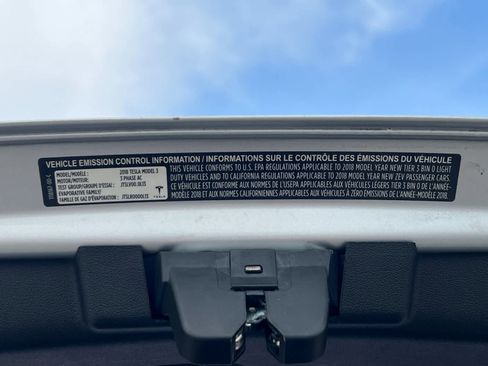 VEHICLE EMISSION CONTROL INFORMATION / INFORMATIONS SUR LE CONTRÔLE DES ÉMISSIONS DU VÉHICULE
MODEL/MODÈLE: 2018 TESLA MODEL 3
MOTOR/MOTEUR: 3 PHASE AC
TEST GROUP/GROUPE D'ESSAI: JTSLV00.0L13
EVAPORATIVE FAMILY/
FAMILLE DE GAZ D'ÉVAPORATION: JTSLR0000L13
TESLA
THIS VEHICLE CONFORMS TO U.S. EPA REGULATIONS APPLICABLE TO 2018 MODEL YEAR NEW TIER 3 BIN 0 LIGHT
DUTY VEHICLES AND TO CALIFORNIA REGULATIONS APPLICABLE TO 2018 MODEL YEAR NEW ZEV PASSENGER CARS.
CE VÉHICULE EST CONFORME AUX NORMES DE L'USEPA APPLICABLES AUX VÉHICULES LÉGERS TIER 3 BIN 0 DE L'ANNÉE-
MODÈLE 2018 ET AUX NORMES CALIFORNIENNES APPLICABLES AUX VÉHICULES À ZÉRO ÉMISSIONS DE L'ANNÉE-MODÈLE 2018.